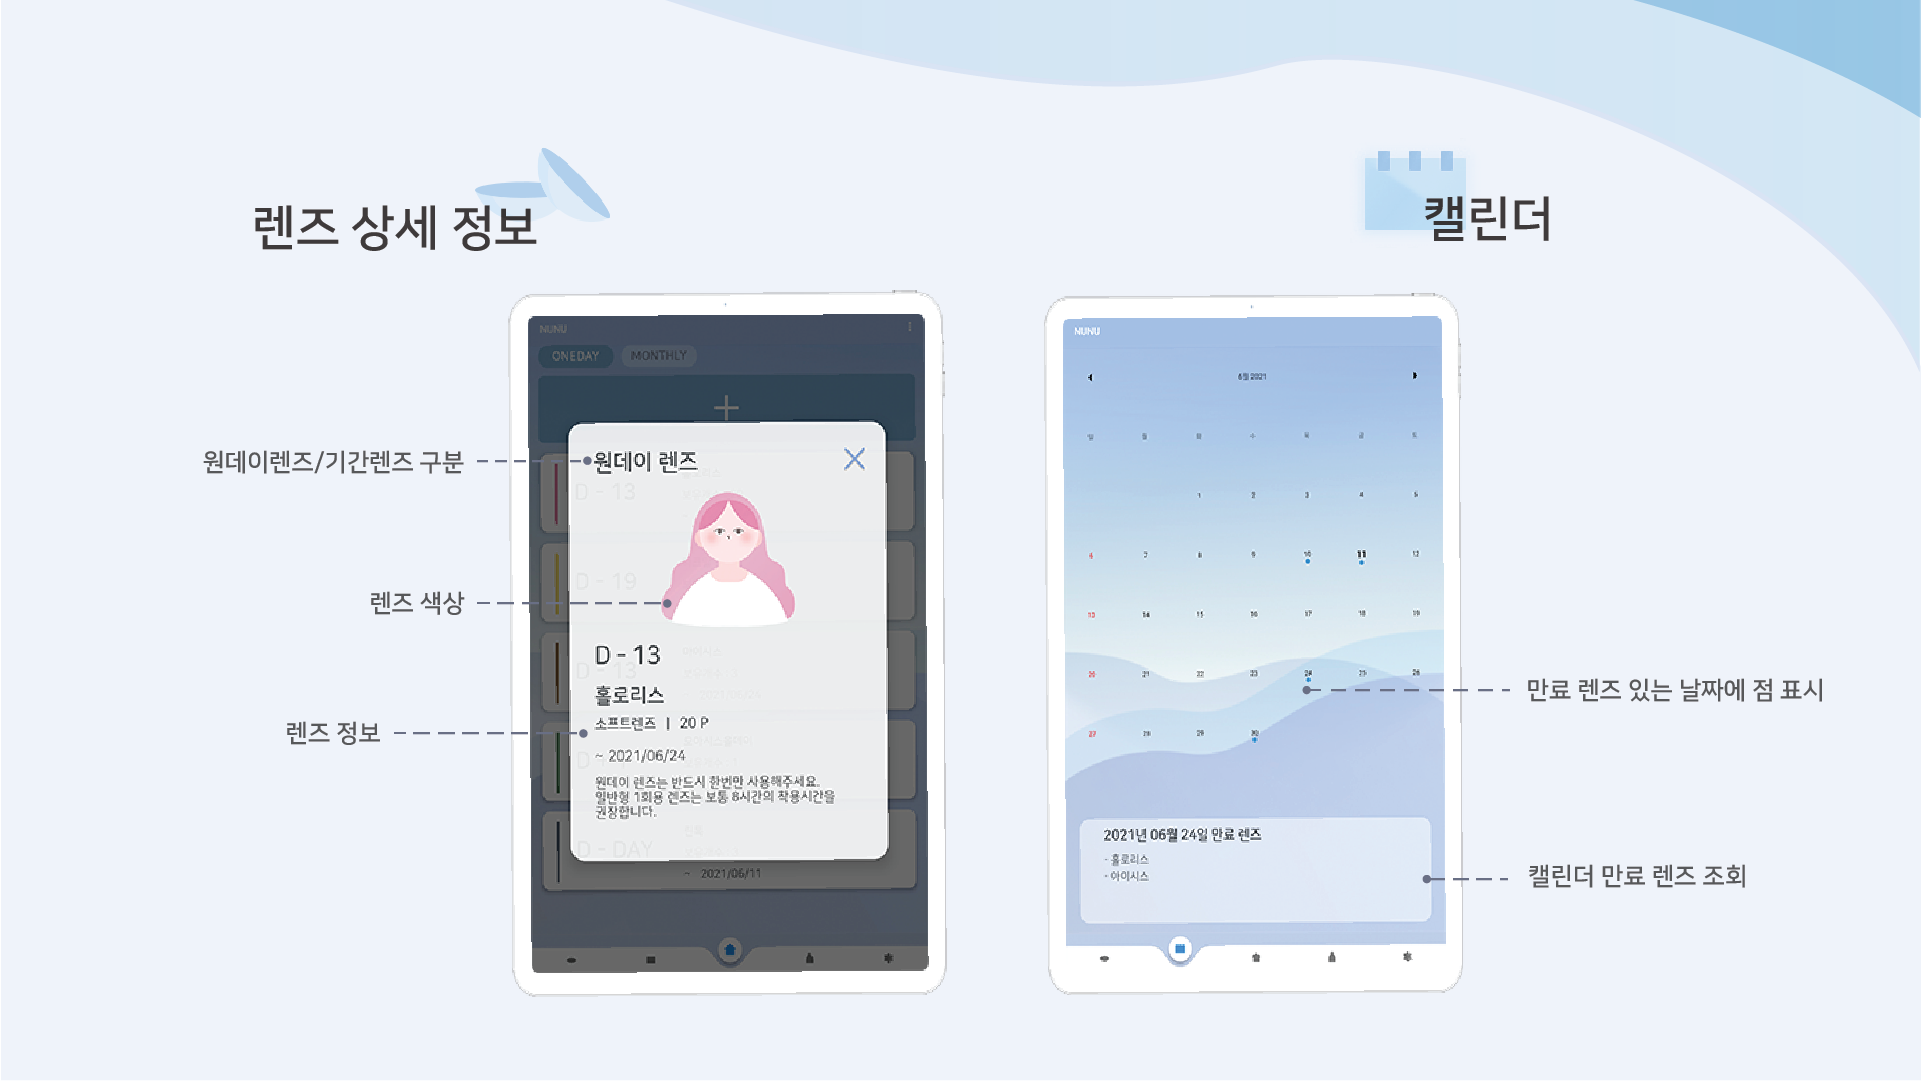 렌즈 상세 정보
캘린더
NUNU
ONEDAY
MONTHLY
원데이렌즈/기간렌즈 구분
원데이 렌즈
D - 13
D - 19
렌즈 색상
D - 13
홀로리스
소프트렌즈 | 20 P
렌즈 정보
~ 2021/06/24
원데이 렌즈는 반드시 한번만 사용해주세요.
일반형 1회용 렌즈는 보통 8시간의 착용시간을
권장합니다.
D - DAY
~ 2021/06/11
NUNU
6월 2021
일 월 화 수 목 금 토
1 2 3 4 5
6 7 8 9 10 11 12
13 14 15 16 17 18 19
20 21 22 23 24 25 26
27 28 29 30
만료 렌즈 있는 날짜에 점 표시
2021년 06월 24일 만료 렌즈
- 홀로리스
- 아이시스
캘린더 만료 렌즈 조회